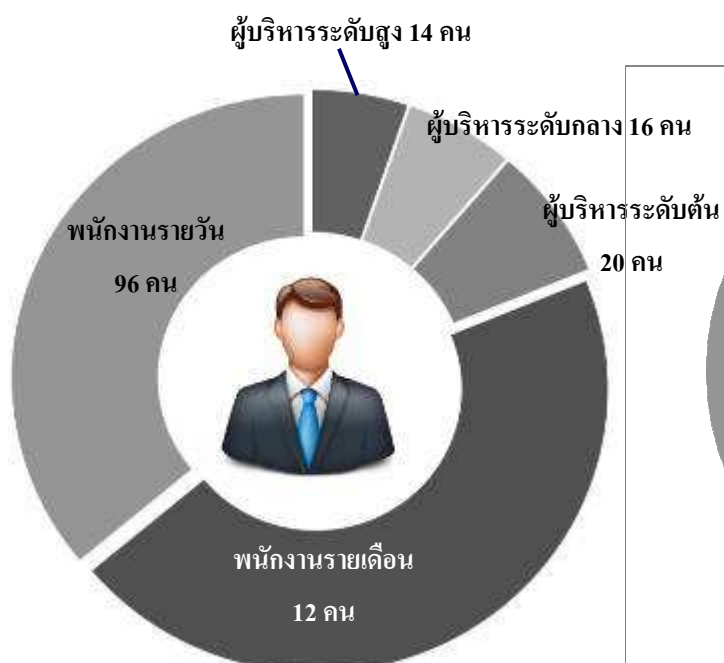 ผู้บริหารระดับสูง 14 คน
ผู้บริหารระดับกลาง 16 คน
ผู้บริหารระดับต้น
20 คน
พนักงานรายวัน
96 คน
พนักงานรายเดือน
12 คน